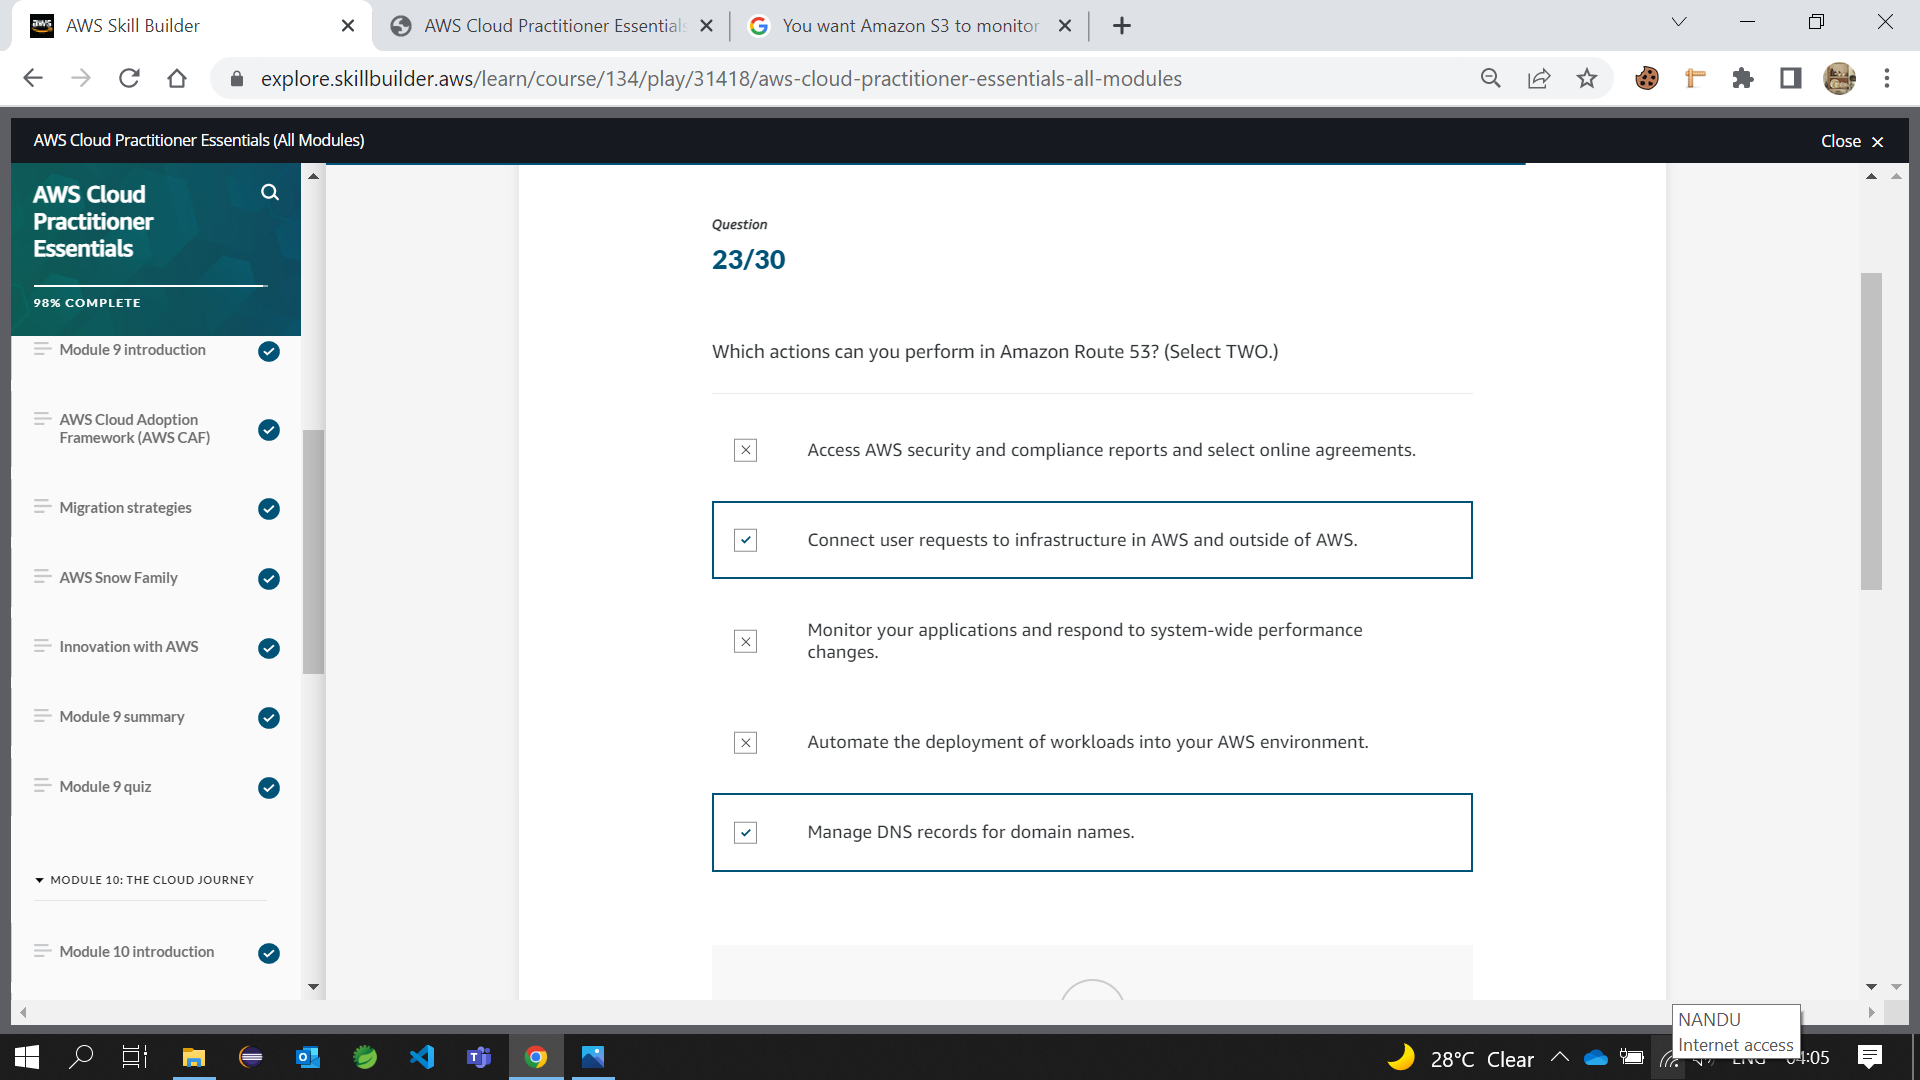 AWS Skill Builder
AWS Cloud Practitioner Essentials
You want Amazon S3 to monitor
explore.skillbuilder.aws/learn/course/134/play/31418/aws-cloud-practitioner-essentials-all-modules
AWS Cloud Practitioner Essentials (All Modules)
Close
AWS Cloud
Practitioner
Essentials
98% COMPLETE
Module 9 introduction
AWS Cloud Adoption
Framework (AWS CAF)
Migration strategies
AWS Snow Family
Innovation with AWS
Module 9 summary
Module 9 quiz
MODULE 10: THE CLOUD JOURNEY
Module 10 introduction
Question
23/30
Which actions can you perform in Amazon Route 53? (Select TWO.)
Access AWS security and compliance reports and select online agreements.
Connect user requests to infrastructure in AWS and outside of AWS.
Monitor your applications and respond to system-wide performance
changes.
Automate the deployment of workloads into your AWS environment.
Manage DNS records for domain names.
NANDU
Internet access
28°C Clear
ENG
04:05